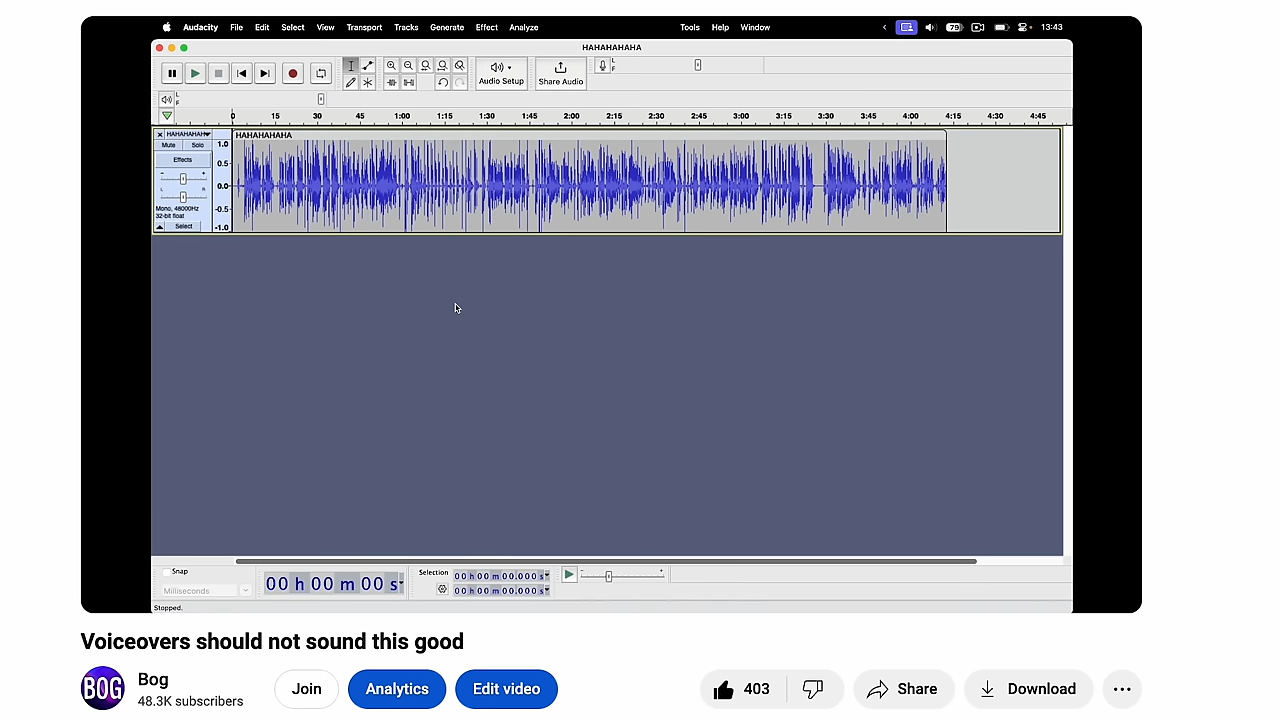 Audacity File Edit Select View Transport Tracks Generate Effect Analyze Tools Help Window 79 13:43
HAHAHAHAHA
Audio Setup
Share Audio
L
F
L
F
0 15 30 45 1:00 1:15 1:30 1:45 2:00 2:15 2:30 2:45 3:00 3:15 3:30 3:45 4:00 4:15 4:30 4:45
HAHAHAHAH
HAHAHAHAHA
Mute Solo
Effects
- +
L R
Mono, 48000Hz
32-bit float
Select
1.0
0.5
0.0
-0.5
-1.0
Snap
Milliseconds
00 h 00 m 00 s
Selection
00 h 00 m 00.000 s
00 h 00 m 00.000 s
- +
Stopped.
Voiceovers should not sound this good
BOG
Bog
48.3K subscribers
Join
Analytics
Edit video
403
Share
Download